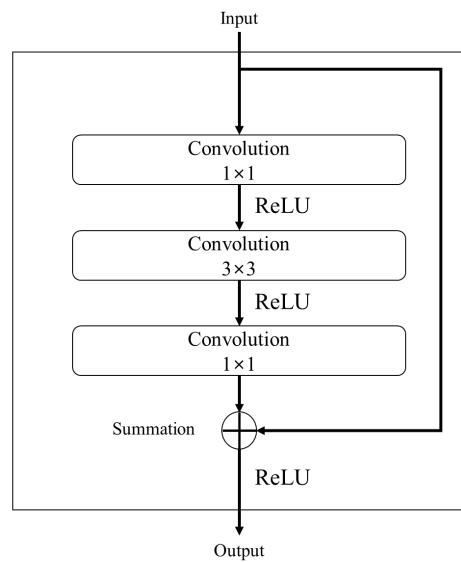 Input
Convolution
1×1
ReLU
Convolution
3×3
ReLU
Convolution
1×1
Summation
ReLU
Output